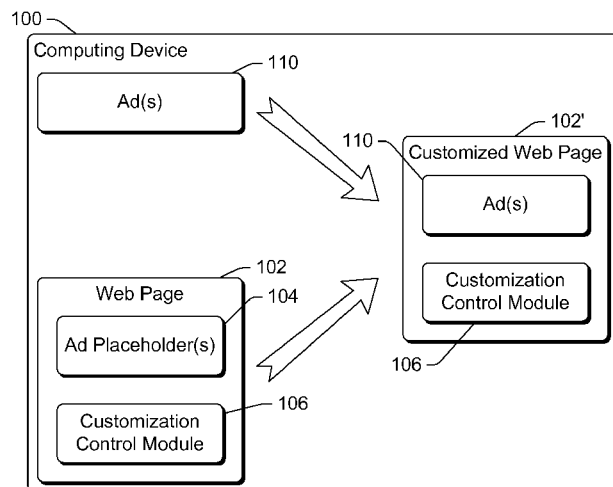 100
Computing Device
110
Ad(s)
102'
110
Customized Web Page
Ad(s)
Customization
Control Module
106
102
Web Page
104
Ad Placeholder(s)
106
Customization
Control Module